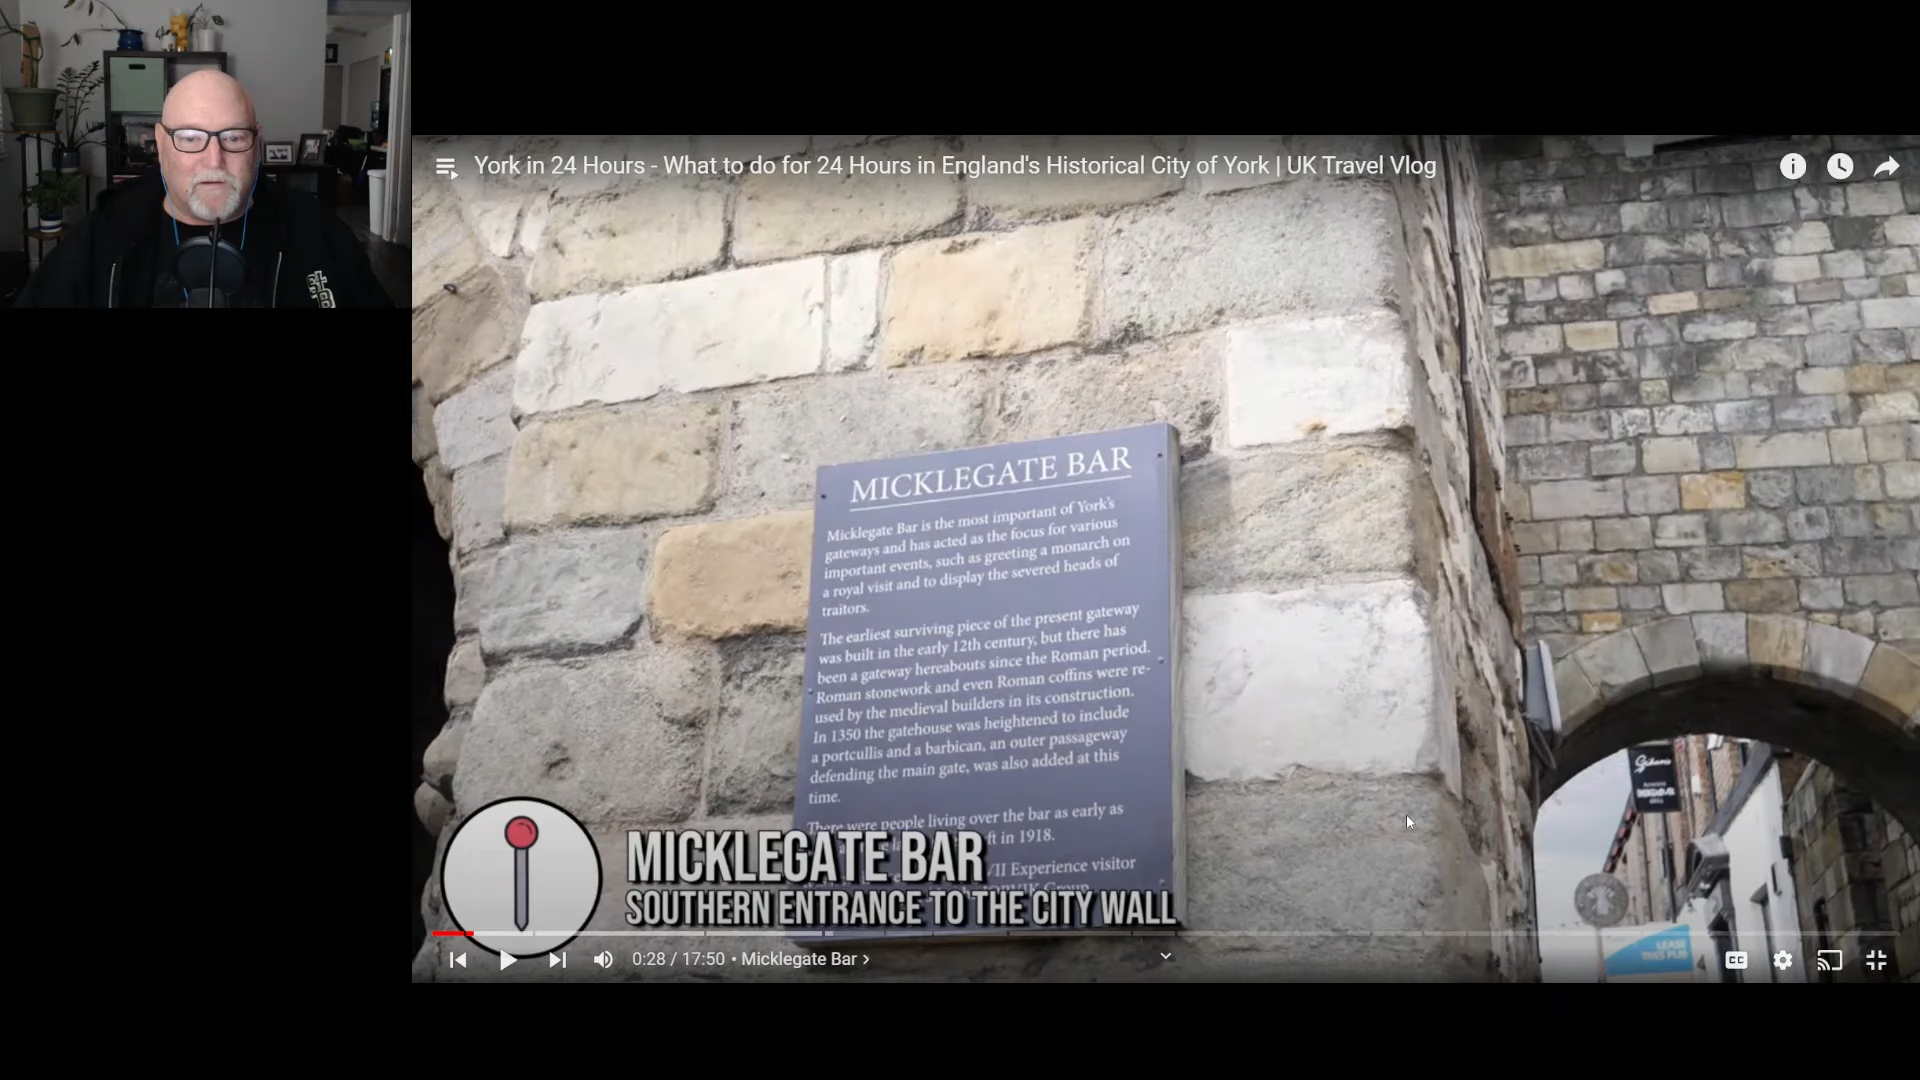 York in 24 Hours - What to do for 24 Hours in England's Historical City of York | UK Travel Vlog
MICKLEGATE BAR
Micklegate Bar is the most important of York's
gateways and has acted as the focus for various
important events, such as greeting a monarch on
a royal visit and to display the severed heads of
traitors.
The earliest surviving piece of the present gateway
was built in the early 12th century, but there has
been a gateway hereabouts since the Roman period.
Roman stonework and even Roman coffins were re-
used by the medieval builders in its construction.
In 1350 the gatehouse was heightened to include
a portcullis and a barbican, an outer passageway
defending the main gate, was also added at this
time.
There were people living over the bar as early as
in 1918.
VII Experience visitor
JORVIK Group
MICKLEGATE BAR
SOUTHERN ENTRANCE TO THE CITY WALL
LEASE
THIS PUB
0:28 / 17:50 • Micklegate Bar >
CC